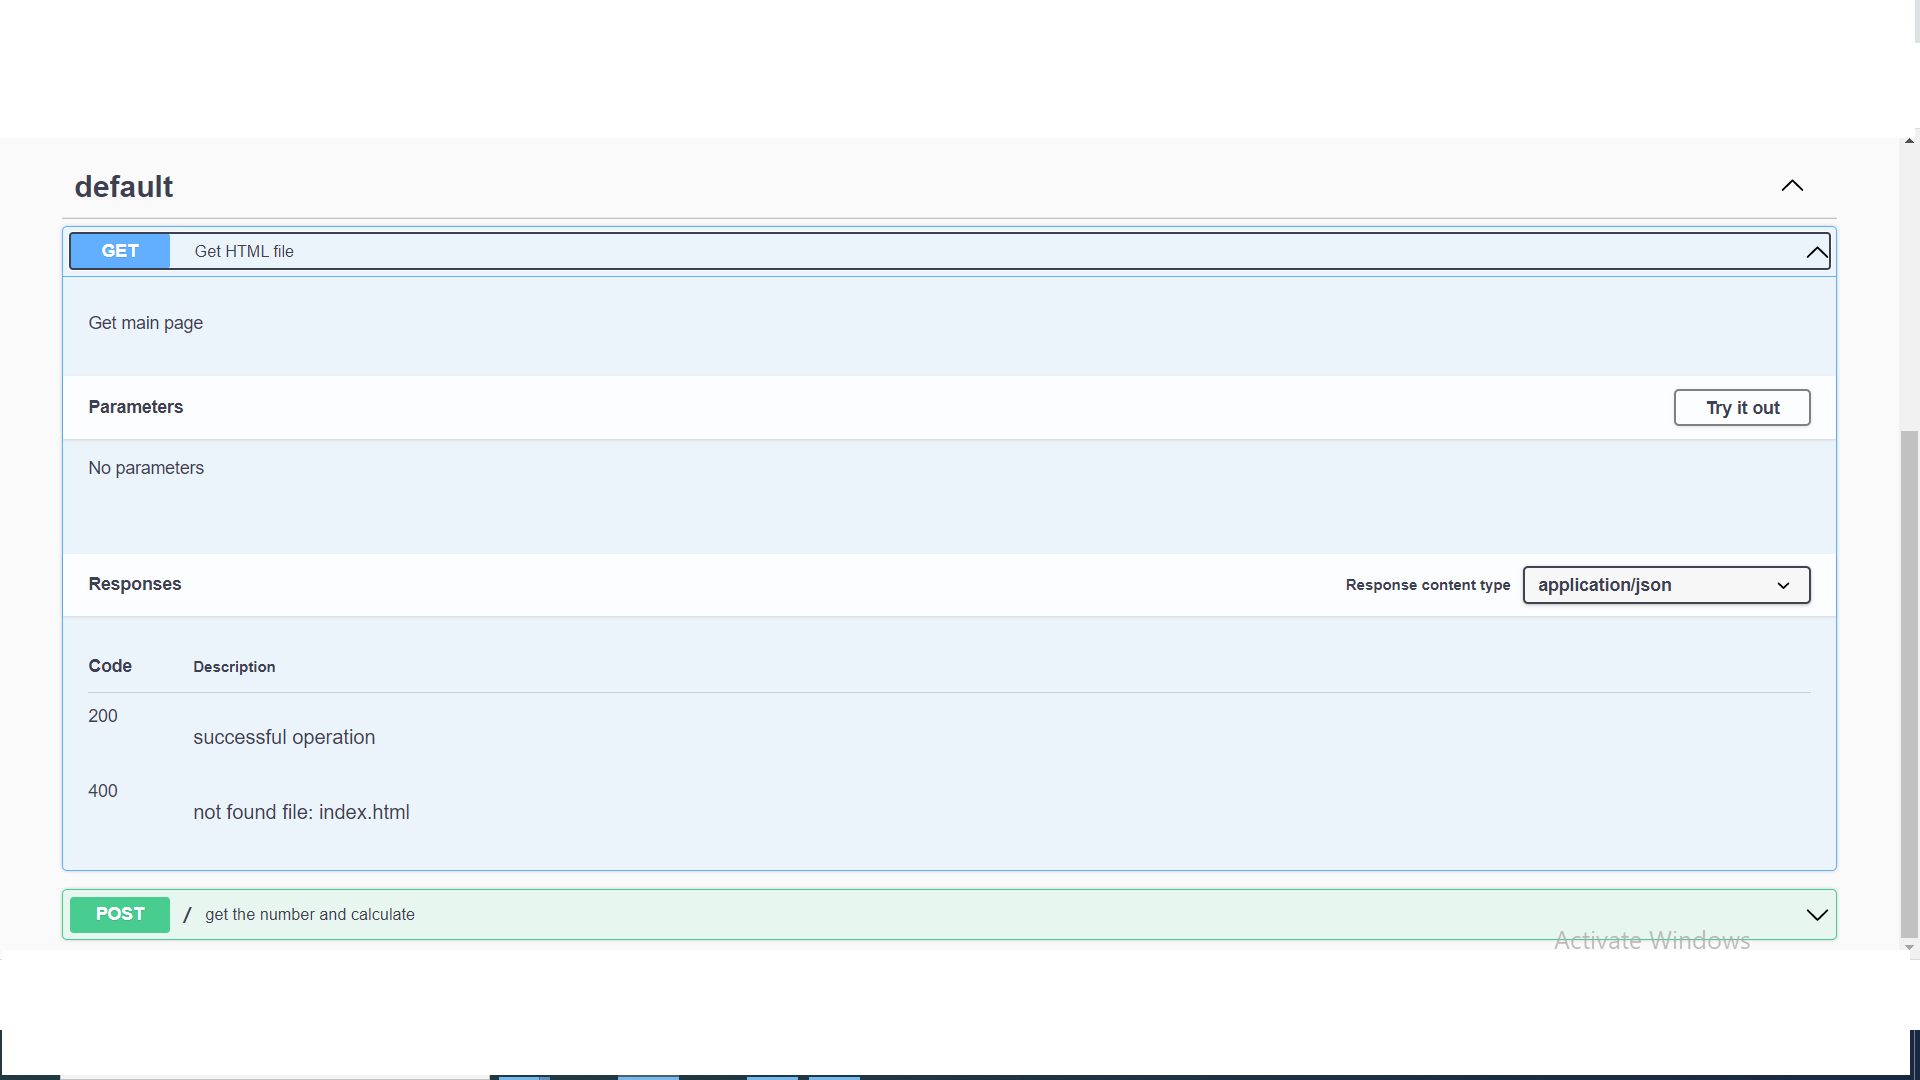 default
GET Get HTML file
Get main page
Parameters Try it out
No parameters
Responses Response content type application/json
Code Description
200
successful operation
400
not found file: index.html
POST / get the number and calculate
Activate Windows